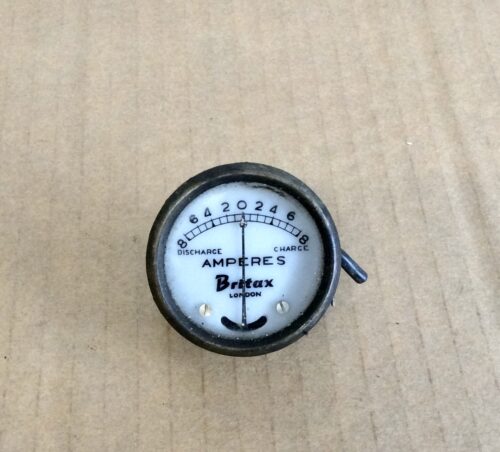 8 6 4 2 0 2 4 6 8
DISCHARGE CHARGE
AMPERES
Britax
LONDON